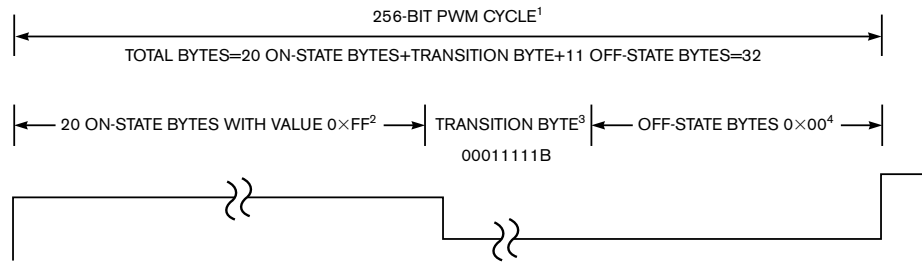 256-BIT PWM CYCLE¹
TOTAL BYTES=20 ON-STATE BYTES+TRANSITION BYTE+11 OFF-STATE BYTES=32
20 ON-STATE BYTES WITH VALUE 0×FF² TRANSITION BYTE³ OFF-STATE BYTES 0×00⁴
00011111B